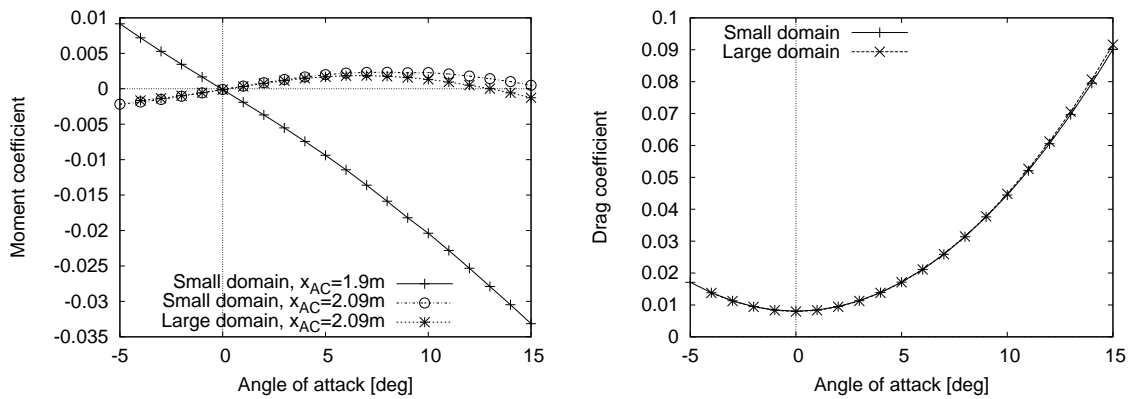 Moment coefficient
0.01
0.005
0
-0.005
-0.01
-0.015
-0.02
-0.025
-0.03
-0.035
Small domain, xAC=1.9m
Small domain, xAC=2.09m
Large domain, xAC=2.09m
-5 0 5 10 15
Angle of attack [deg]
Drag coefficient
0.1
0.09
0.08
0.07
0.06
0.05
0.04
0.03
0.02
0.01
0
Small domain
Large domain
-5 0 5 10 15
Angle of attack [deg]